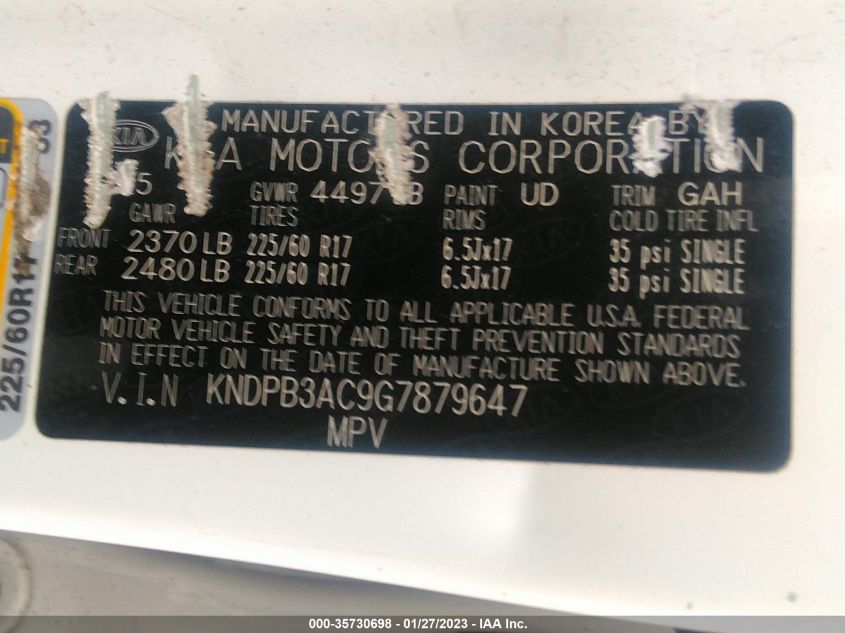 KIA MANUFACTURED IN KOREA BY
KIA MOTORS CORPORATION
5 GVWR 4497 LB PAINT UD TRIM GAH
GAWR TIRES RIMS COLD TIRE INFL
FRONT 2370 LB 225/60 R17 6.5Jx17 35 psi SINGLE
REAR 2480 LB 225/60 R17 6.5Jx17 35 psi SINGLE
THIS VEHICLE CONFORMS TO ALL APPLICABLE U.S.A. FEDERAL
MOTOR VEHICLE SAFETY AND THEFT PREVENTION STANDARDS
IN EFFECT ON THE DATE OF MANUFACTURE SHOWN ABOVE.
V.I.N KNDPB3AC9G7879647
MPV
225/60R17
000-35730698 - 01/27/2023 - IAA Inc.